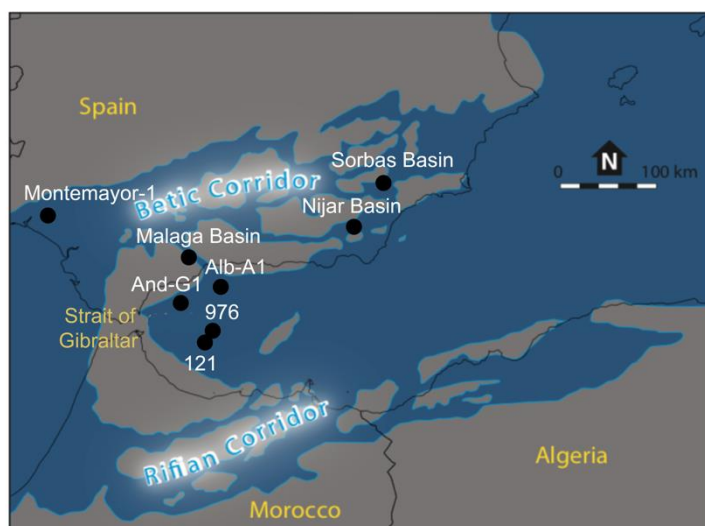 Spain
Sorbas Basin
N
0 100 km
Montemayor-1
Betic Corridor
Nijar Basin
Malaga Basin
Alb-A1
And-G1
Strait of
Gibraltar
976
121
Rifian Corridor
Algeria
Morocco